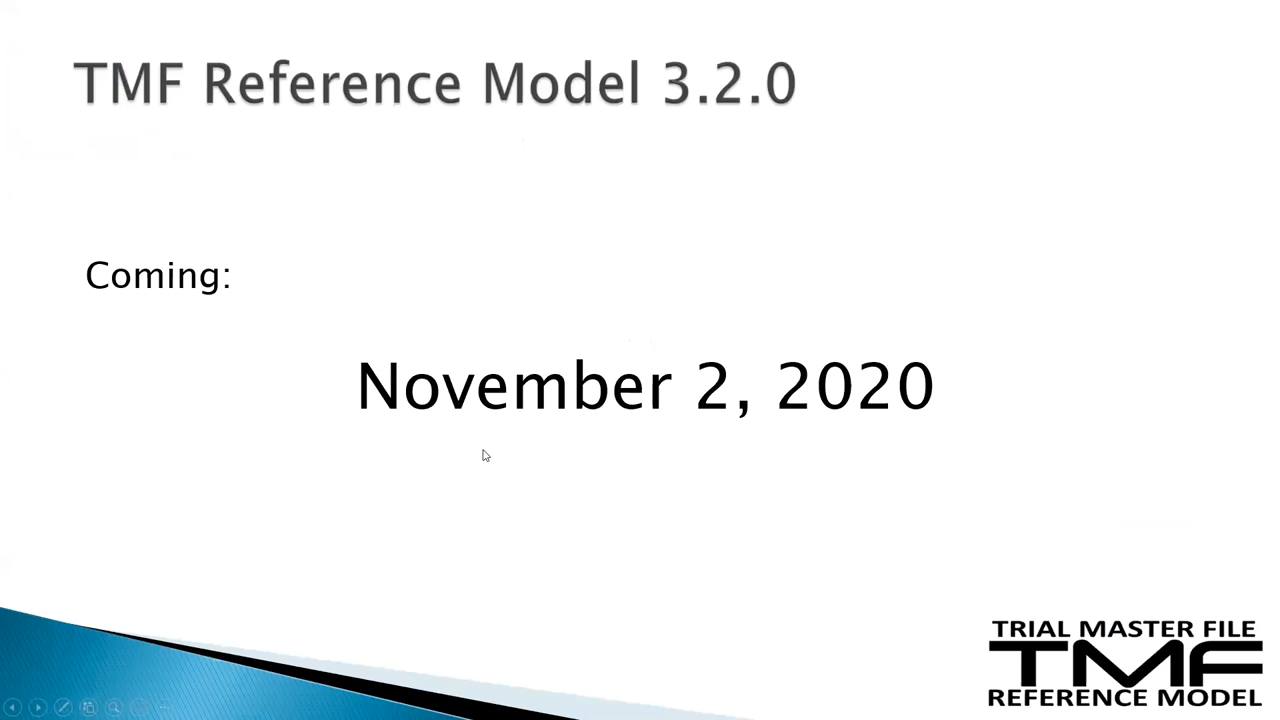 TMF Reference Model 3.2.0
Coming:
November 2, 2020
TRIAL MASTER FILE
TMF
REFERENCE MODEL